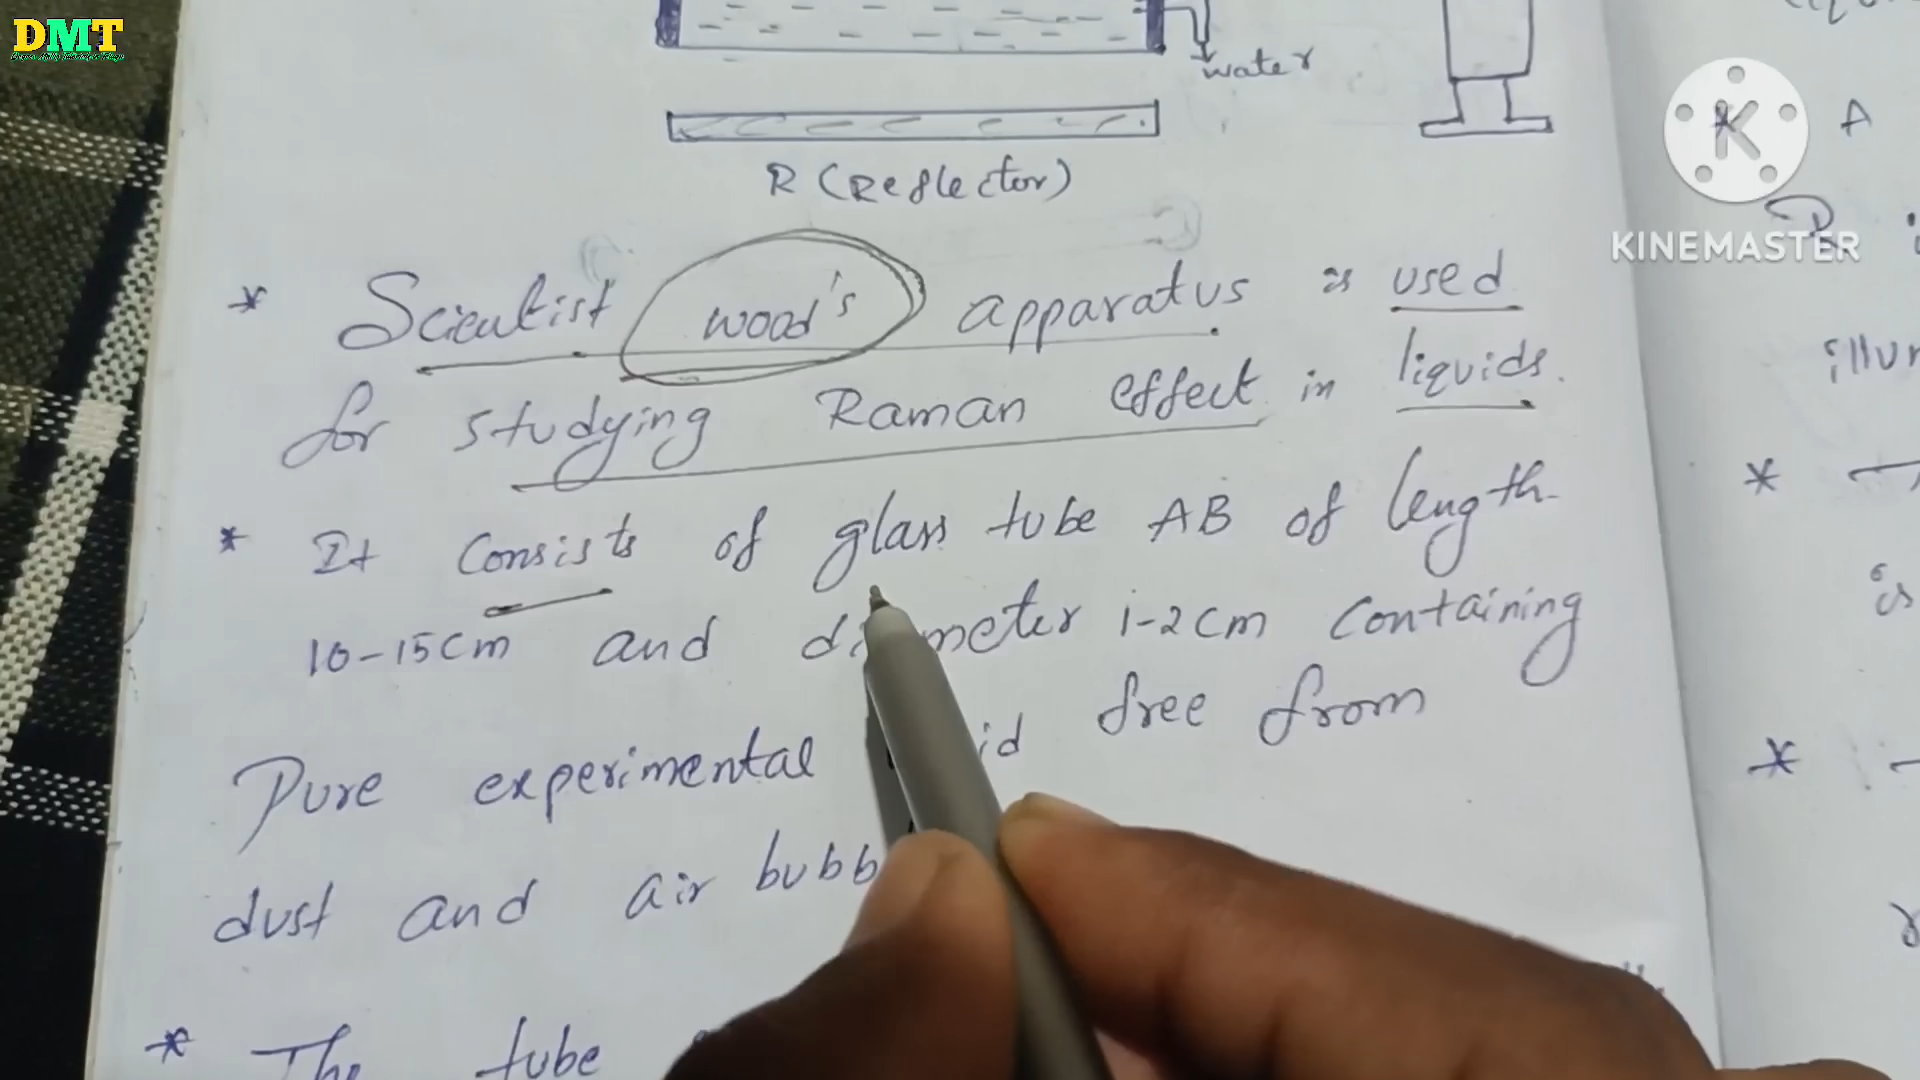 DMT
water
R (Reflector)
KINEMASTER
* Scientist wood's apparatus is used
for studying Raman effect in liquids.
* It consists of glass tube AB of length
10-15cm and diameter 1-2cm containing
Pure experimental free from
dust and air
* The tube
A
R
is